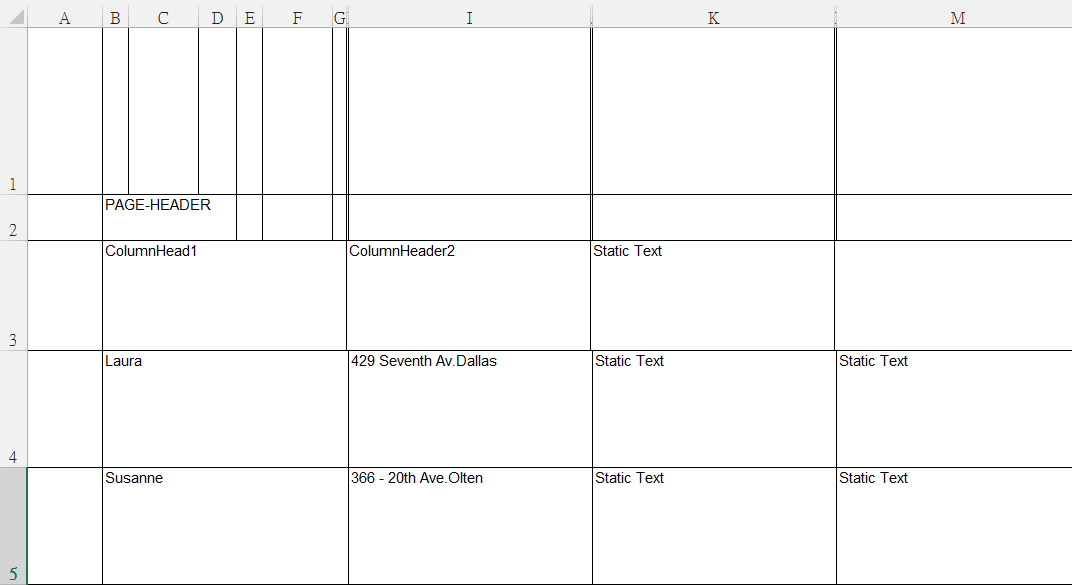 A B C D E F G I K M
1
2 PAGE-HEADER
3 ColumnHead1 ColumnHeader2 Static Text
4 Laura 429 Seventh Av.Dallas Static Text Static Text
5 Susanne 366 - 20th Ave.Olten Static Text Static Text